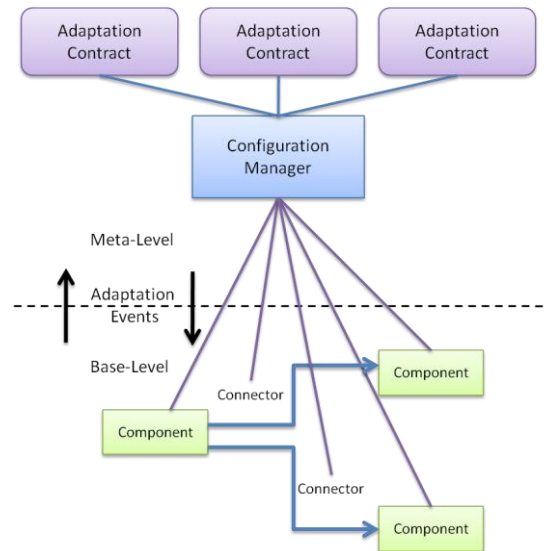 Adaptation
Contract
Adaptation
Contract
Adaptation
Contract
Configuration
Manager
Meta-Level
Adaptation
Events
Base-Level
Component
Connector
Component
Connector
Component